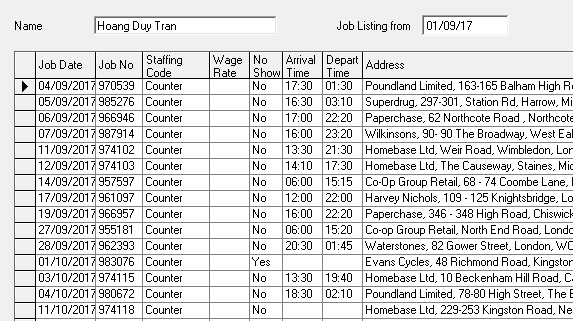 Name Hoang Duy Tran Job Listing from 01/09/17
Job Date Job No Staffing Code Wage Rate No Show Arrival Time Depart Time Address
04/09/2017 970539 Counter No 17:30 01:30 Poundland Limited, 163-165 Balham High R
05/09/2017 985276 Counter No 16:30 03:10 Superdrug, 297-301, Station Rd, Harrow, Mi
06/09/2017 966946 Counter No 17:00 22:20 Paperchase, 62 Northcote Road , Northcot
07/09/2017 987914 Counter No 16:00 23:20 Wilkinsons, 90- 90 The Broadway, West Eal
11/09/2017 974102 Counter No 13:30 21:30 Homebase Ltd, Weir Road, Wimbledon, Lon
12/09/2017 974103 Counter No 14:10 17:30 Homebase Ltd, The Causeway, Staines, Mic
14/09/2017 957597 Counter No 06:00 15:15 Co-Op Group Retail, 68 - 74 Coombe Lane, 
17/09/2017 961097 Counter No 12:00 22:00 Harvey Nichols, 109 - 125 Knightsbridge, Lo
19/09/2017 966957 Counter No 16:00 22:20 Paperchase, 346 - 348 High Road, Chiswick
27/09/2017 955181 Counter No 06:00 15:20 Co-Op Group Retail, North End Road, Londo
28/09/2017 962393 Counter No 20:30 01:45 Waterstones, 82 Gower Street, London, WC
01/10/2017 983076 Counter Yes Evans Cycles, 48 Richmond Road, Kingston
03/10/2017 974115 Counter No 13:30 19:40 Homebase Ltd, 10 Beckenham Hill Road, Ca
04/10/2017 980672 Counter No 18:30 02:10 Poundland Limited, 78-80 High Street, The B
11/10/2017 974118 Counter No Homebase Ltd, 229-253 Kingston Road, Ne